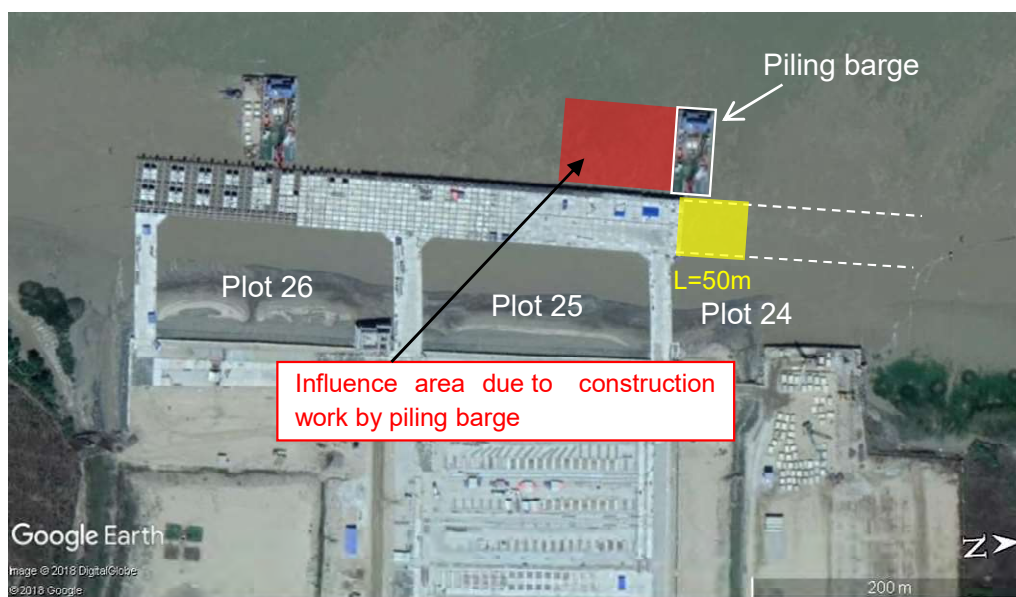 Piling barge
L=50m
Plot 26
Plot 25
Plot 24
Influence area due to construction
work by piling barge
Google Earth
Image © 2018 DigitalGlobe
© 2018 Google
200 m
N